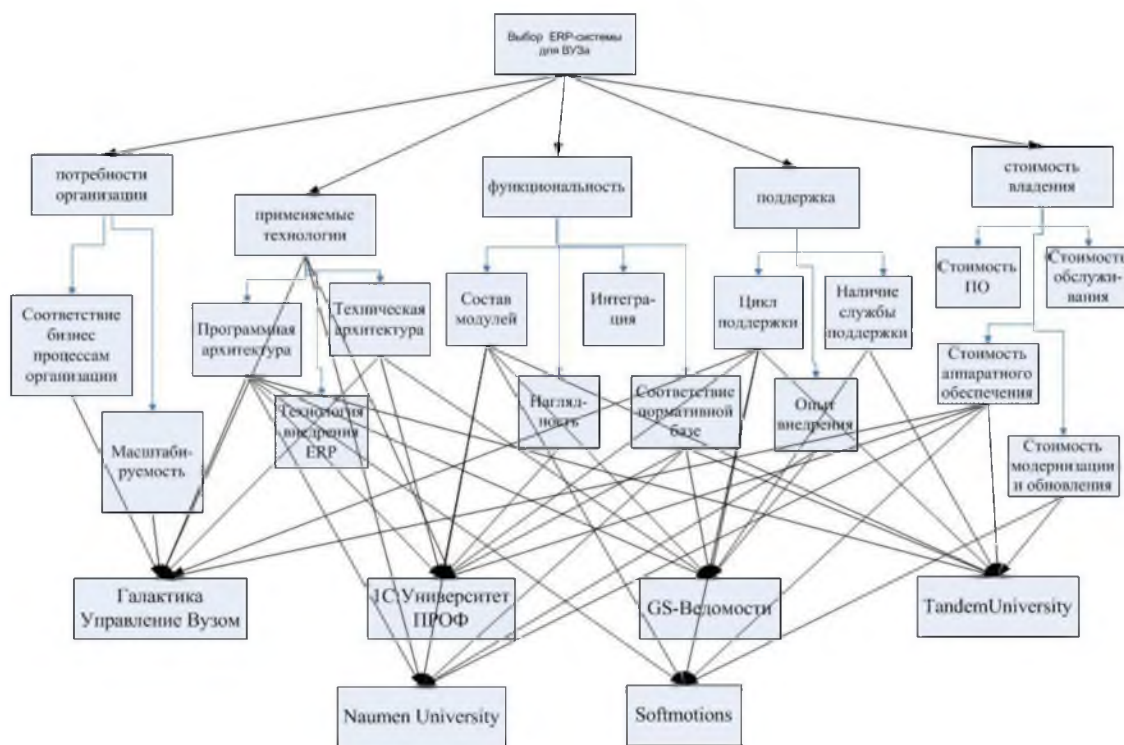 Выбор ERP-системы
для ВУЗа
потребности
организации
применяемые
технологии
функциональность
поддержка
стоимость
владения
Соответствие
бизнес
процессам
организации
Масштаби-
руемость
Программная
архитектура
Техническая
архитектура
Технология
внедрения
ERP
Состав
модулей
Интегра-
ция
Нагляд-
ность
Соответствие
нормативной
базе
Цикл
поддержки
Наличие
службы
поддержки
Опыт
внедрения
Стоимость
ПО
Стоимость
обслужи-
вания
Стоимость
аппаратного
обеспечения
Стоимость
модернизации
и обновления
Галактика
Управление Вузом
1С:Университет
ПРОФ
GS-Ведомости
TandemUniversity
Naumen University
Softmotions